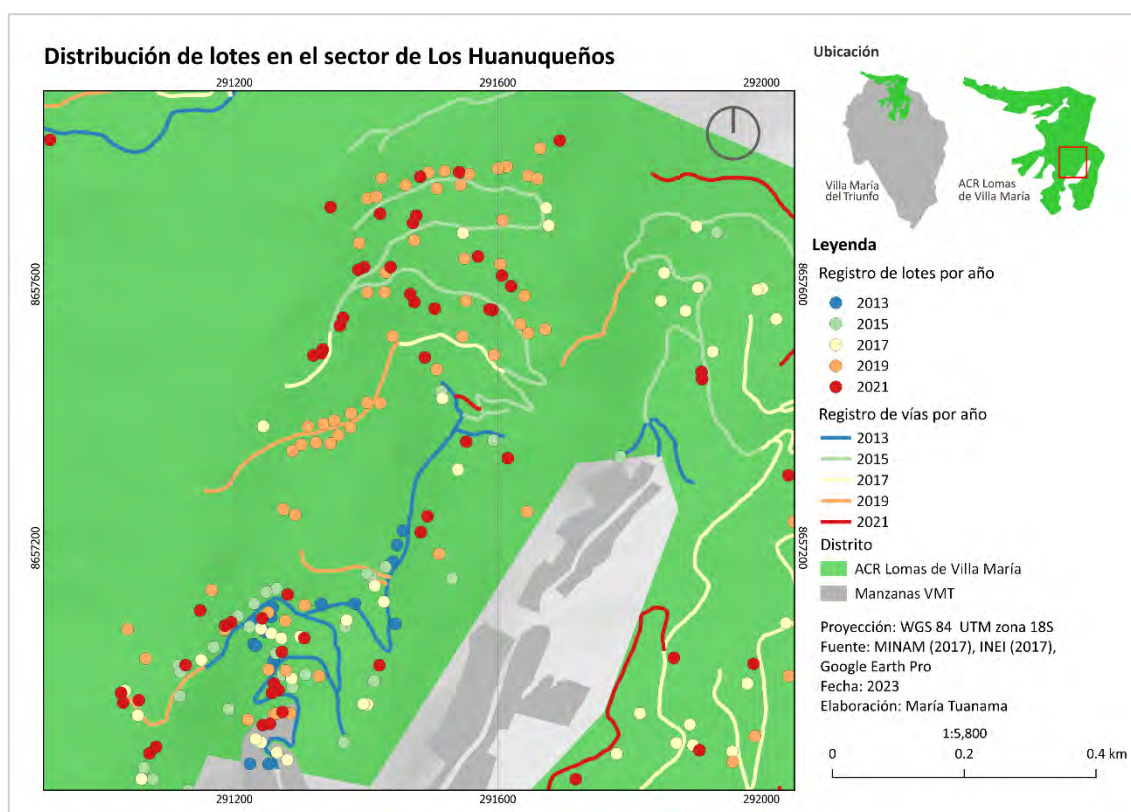 Distribución de lotes en el sector de Los Huanuqueños
291200
291600
292000
8657600
8657200
8657600
8657200
291200
291600
292000
Ubicación
Villa María
del Triunfo
ACR Lomas
de Villa María
Leyenda
Registro de lotes por año
2013
2015
2017
2019
2021
Registro de vías por año
2013
2015
2017
2019
2021
Distrito
ACR Lomas de Villa María
Manzanas VMT
Proyección: WGS 84 UTM zona 18S
Fuente: MINAM (2017), INEI (2017),
Google Earth Pro
Fecha: 2023
Elaboración: María Tuanama
1:5,800
0 0.2 0.4 km